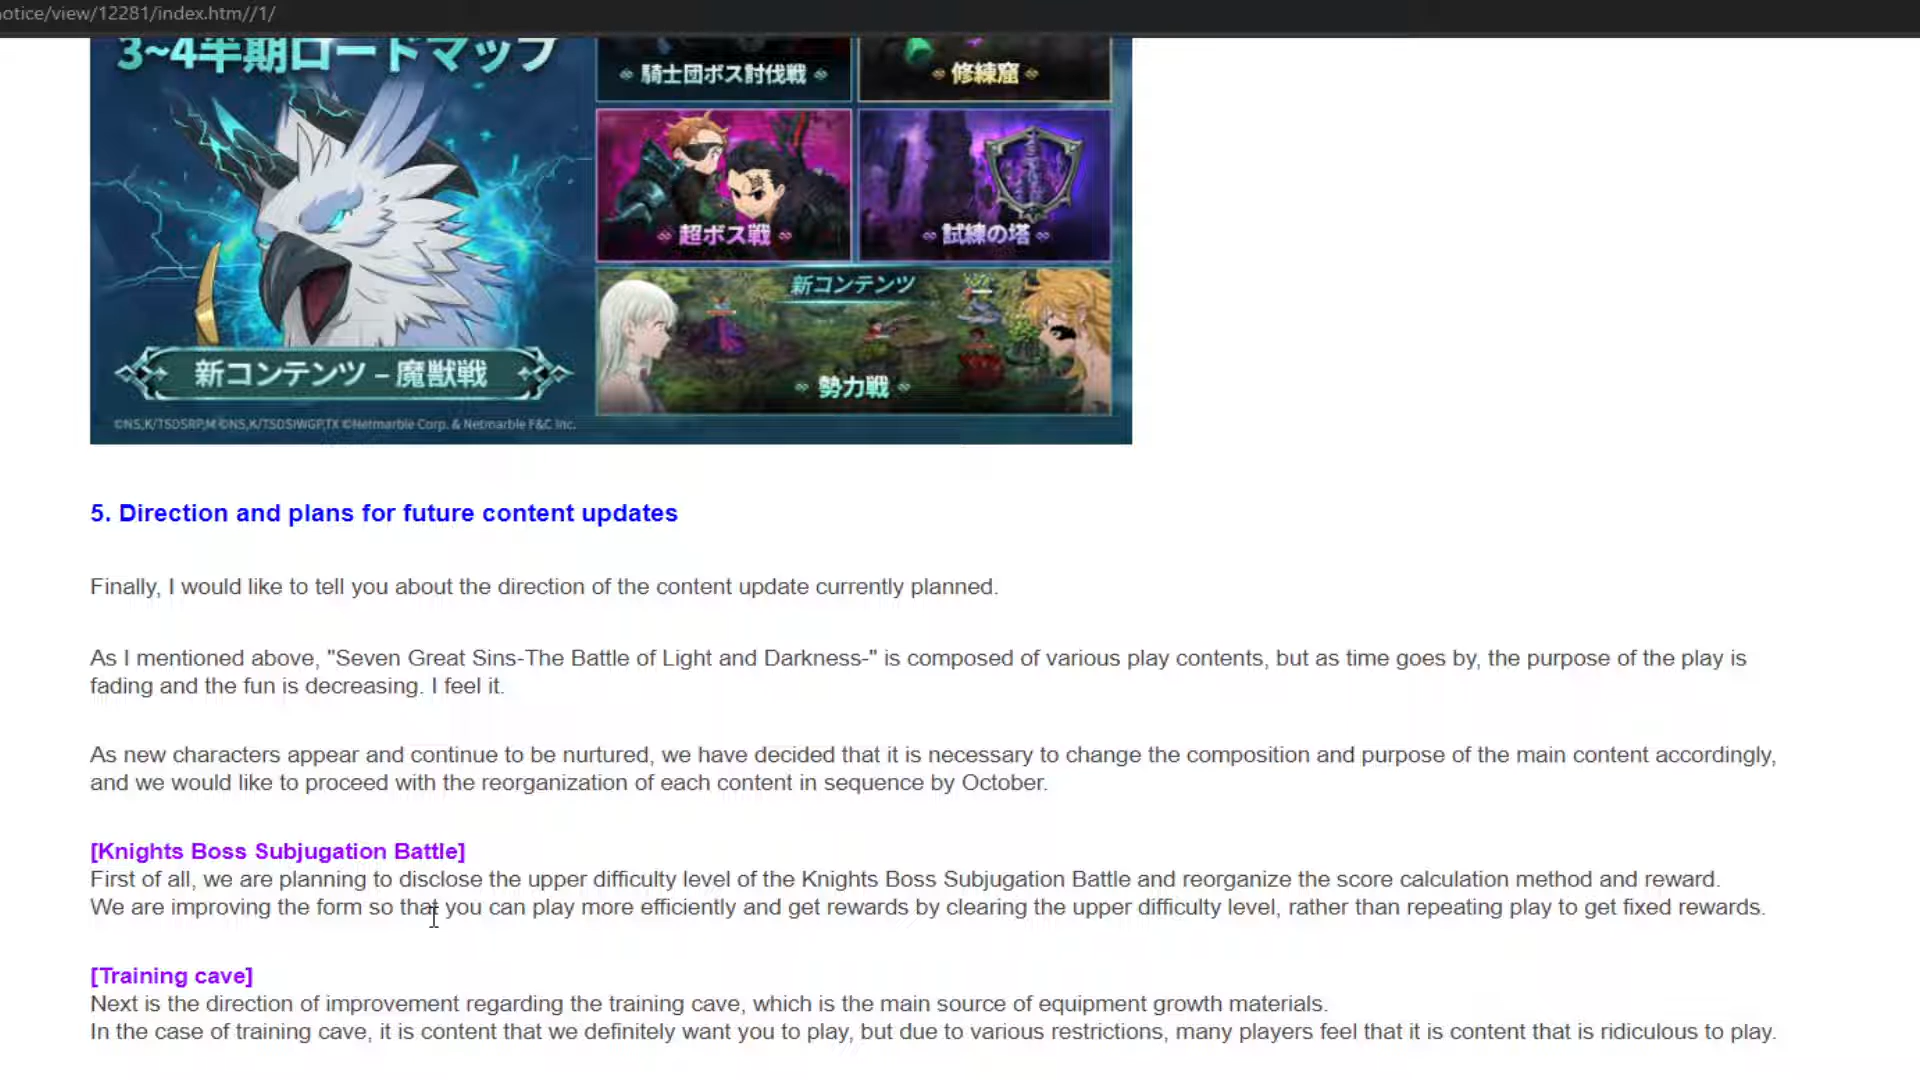 otice/view/12281/index.htm//1/
3~4半期ロードマップ
騎士団ボス討伐戦
修練窟
超ボス戦
試練の塔
新コンテンツ
新コンテンツ – 魔獣戦
勢力戦
©NS,K/TSDSRP,M ©NS,K/TSDSIWGP,TX ©Netmarble Corp. & Netmarble F&C Inc.
5. Direction and plans for future content updates
Finally, I would like to tell you about the direction of the content update currently planned.
As I mentioned above, "Seven Great Sins-The Battle of Light and Darkness-" is composed of various play contents, but as time goes by, the purpose of the play is
fading and the fun is decreasing. I feel it.
As new characters appear and continue to be nurtured, we have decided that it is necessary to change the composition and purpose of the main content accordingly,
and we would like to proceed with the reorganization of each content in sequence by October.
[Knights Boss Subjugation Battle]
First of all, we are planning to disclose the upper difficulty level of the Knights Boss Subjugation Battle and reorganize the score calculation method and reward.
We are improving the form so that you can play more efficiently and get rewards by clearing the upper difficulty level, rather than repeating play to get fixed rewards.
[Training cave]
Next is the direction of improvement regarding the training cave, which is the main source of equipment growth materials.
In the case of training cave, it is content that we definitely want you to play, but due to various restrictions, many players feel that it is content that is ridiculous to play.